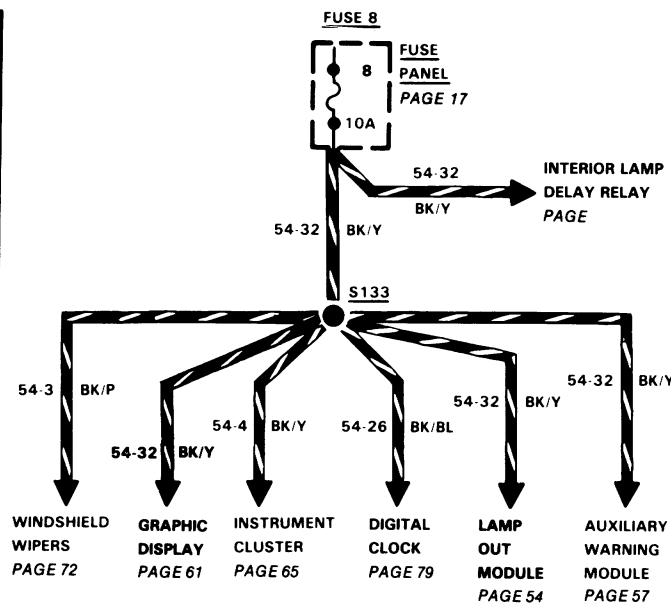 FUSE 8
FUSE
PANEL
PAGE 17
8
10A
54-32
BK/Y
INTERIOR LAMP
DELAY RELAY
PAGE
54-32 BK/Y
S133
54-3 BK/P
54-32 BK/Y
54-4 BK/Y
54-26 BK/BL
54-32 BK/Y
54-32 BK/Y
WINDSHIELD
WIPERS
PAGE 72
GRAPHIC
DISPLAY
PAGE 61
INSTRUMENT
CLUSTER
PAGE 65
DIGITAL
CLOCK
PAGE 79
LAMP
OUT
MODULE
PAGE 54
AUXILIARY
WARNING
MODULE
PAGE 57